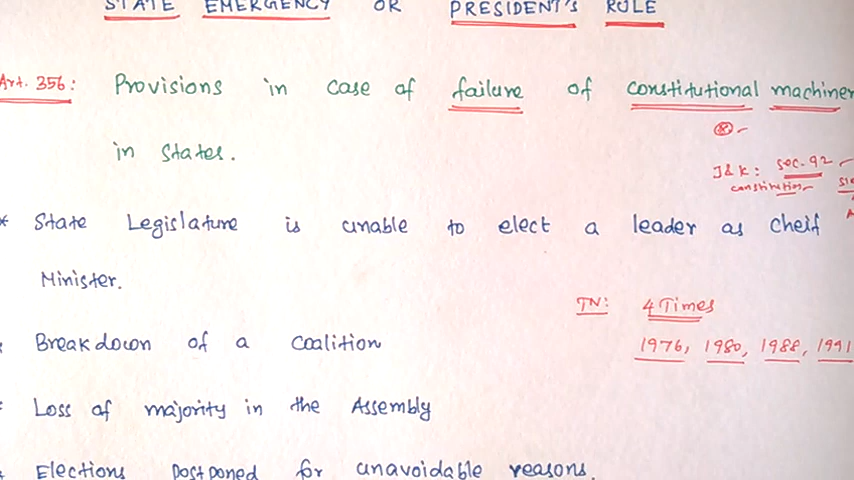 STATE EMERGENCY OR PRESIDENT'S RULE
Art. 356: Provisions in case of failure of constitutional machiner
in States.
J&K: Sec-92
constitution
* State Legislature is unable to elect a leader as cheif
Minister.
TN: 4 Times
1976, 1980, 1988, 1991
* Breakdown of a coalition
* Loss of majority in the Assembly
* Elections postponed for unavoidable reasons.